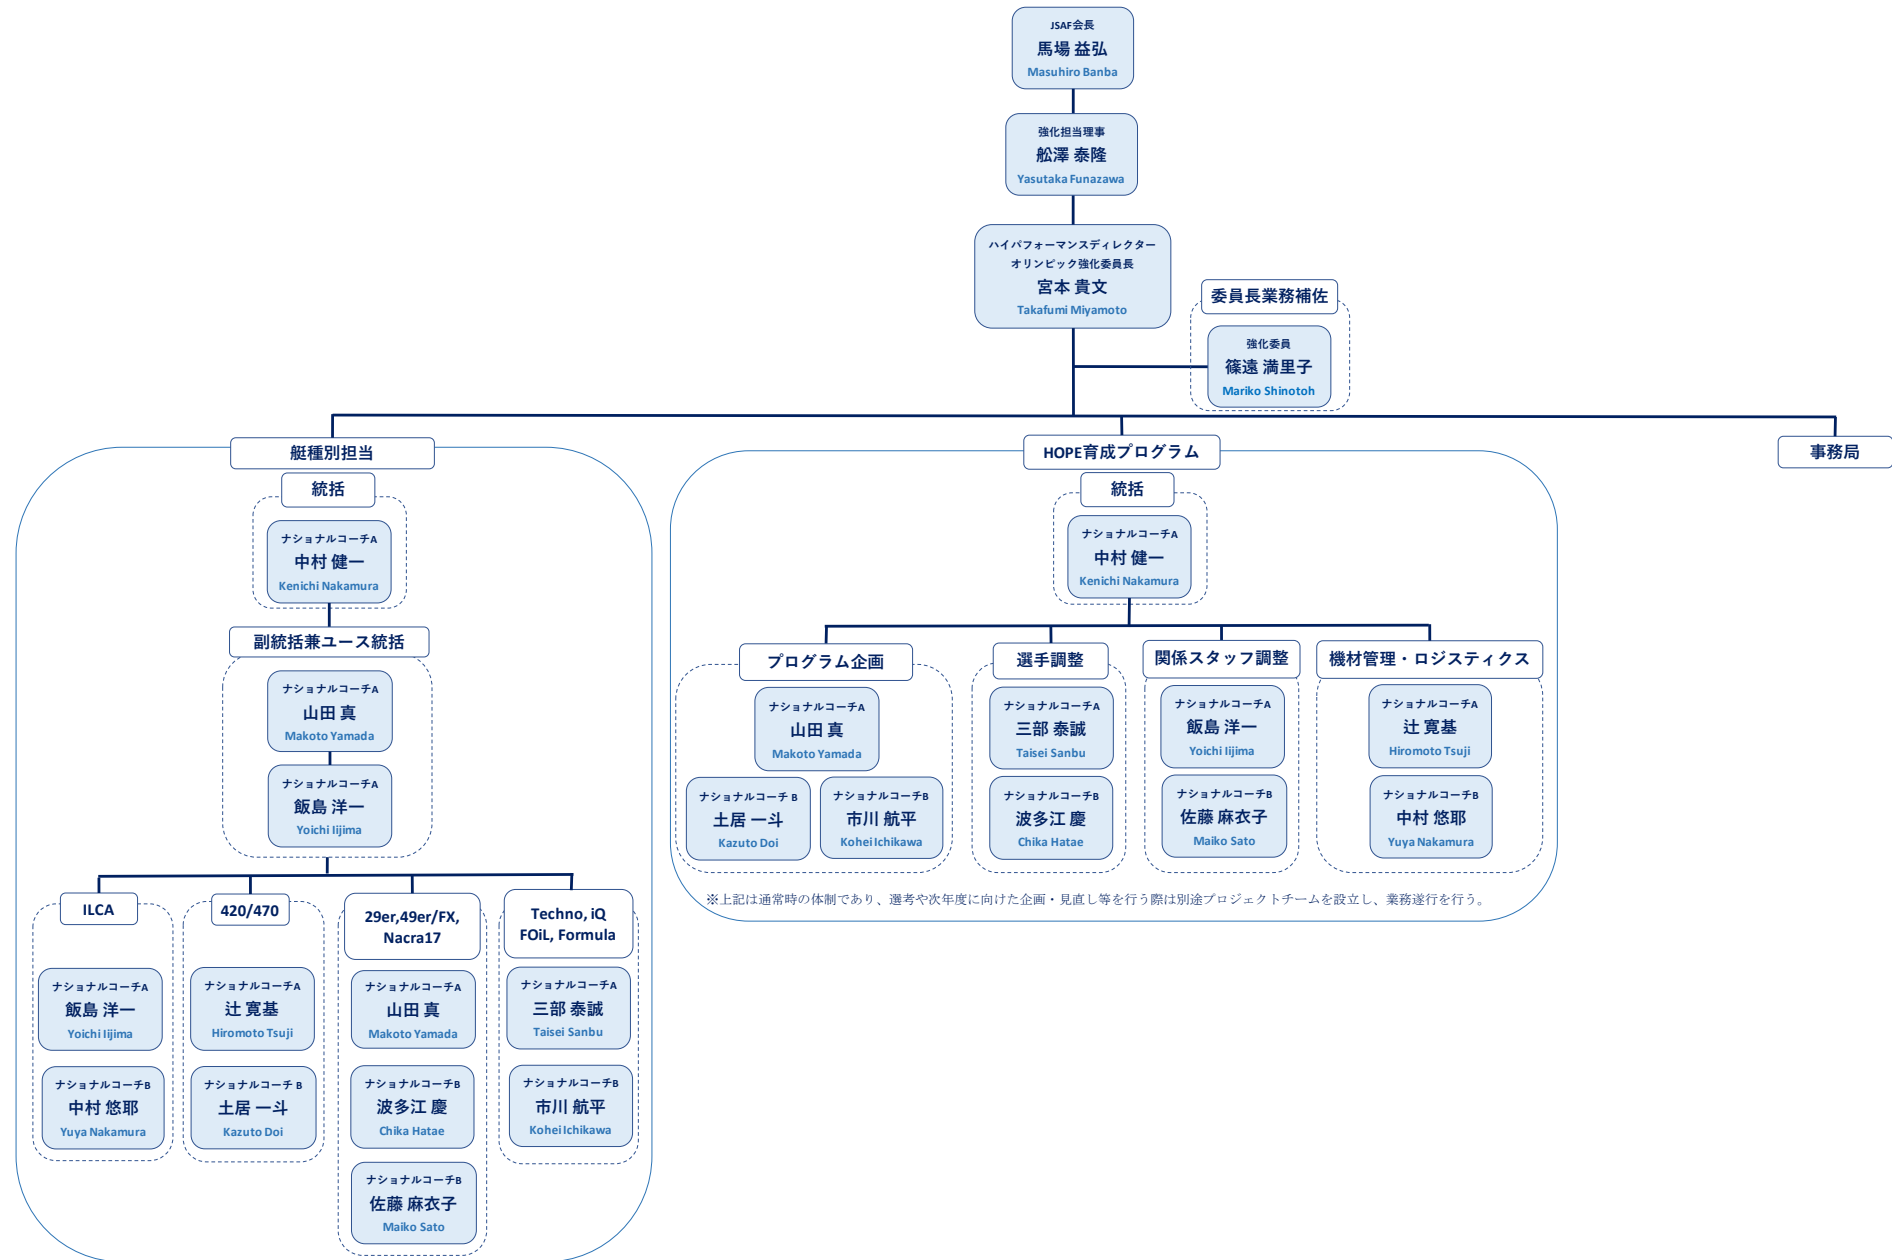 JSAF会長
馬場 益弘
Masuhiro Banba
強化担当理事
舩澤 泰隆
Yasutaka Funazawa
ハイパフォーマンスディレクター
オリンピック強化委員長
宮本 貴文
Takafumi Miyamoto
委員長業務補佐
強化委員
篠遠 満里子
Mariko Shinotoh
艇種別担当
統括
ナショナルコーチA
中村 健一
Kenichi Nakamura
副統括兼ユース統括
ナショナルコーチA
山田 真
Makoto Yamada
ナショナルコーチA
飯島 洋一
Yoichi Iijima
ILCA
ナショナルコーチA
飯島 洋一
Yoichi Iijima
ナショナルコーチB
中村 悠耶
Yuya Nakamura
420/470
ナショナルコーチA
辻 寛基
Hiromoto Tsuji
ナショナルコーチ B
土居 一斗
Kazuto Doi
29er,49er/FX,
Nacra17
ナショナルコーチA
山田 真
Makoto Yamada
ナショナルコーチB
波多江 慶
Chika Hatae
ナショナルコーチB
佐藤 麻衣子
Maiko Sato
Techno, iQ
FOiL, Formula
ナショナルコーチA
三部 泰誠
Taisei Sanbu
ナショナルコーチB
市川 航平
Kohei Ichikawa
HOPE育成プログラム
統括
ナショナルコーチA
中村 健一
Kenichi Nakamura
プログラム企画
ナショナルコーチA
山田 真
Makoto Yamada
ナショナルコーチ B
土居 一斗
Kazuto Doi
ナショナルコーチB
市川 航平
Kohei Ichikawa
選手調整
ナショナルコーチA
三部 泰誠
Taisei Sanbu
ナショナルコーチB
波多江 慶
Chika Hatae
関係スタッフ調整
ナショナルコーチA
飯島 洋一
Yoichi Iijima
ナショナルコーチB
佐藤 麻衣子
Maiko Sato
機材管理・ロジスティクス
ナショナルコーチA
辻 寛基
Hiromoto Tsuji
ナショナルコーチB
中村 悠耶
Yuya Nakamura
※上記は通常時の体制であり、選考や次年度に向けた企画・見直し等を行う際は別途プロジェクトチームを設立し、業務遂行を行う。
事務局